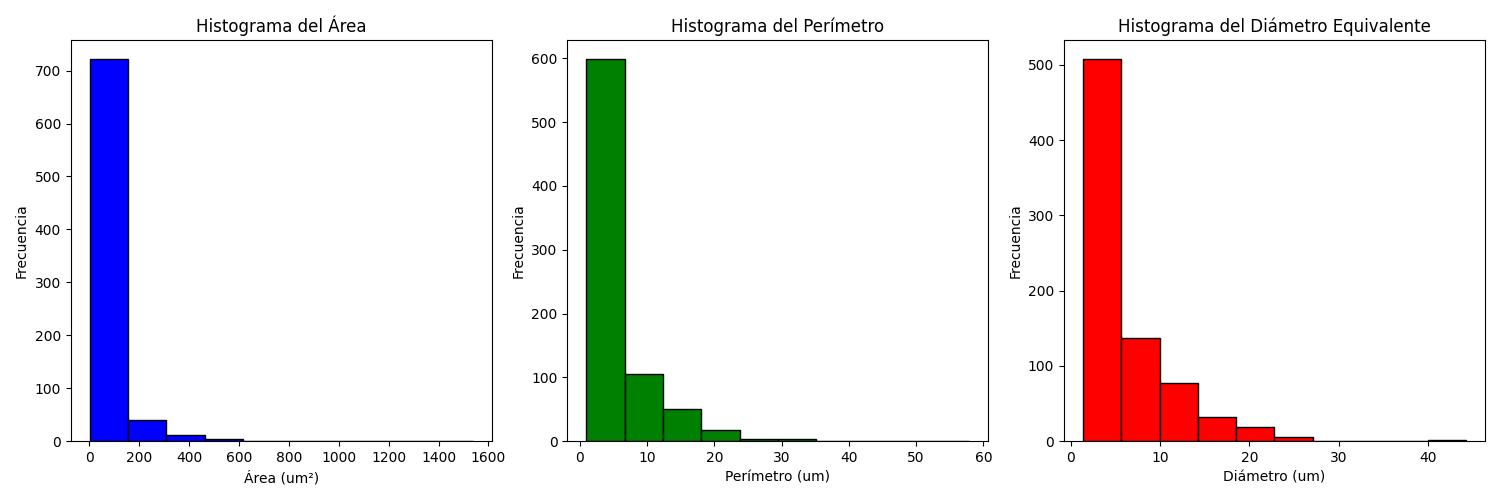 Histograma del Área
Frecuencia
700
600
500
400
300
200
100
0
0 200 400 600 800 1000 1200 1400 1600
Área (um²)
Histograma del Perímetro
Frecuencia
600
500
400
300
200
100
0
0 10 20 30 40 50 60
Perímetro (um)
Histograma del Diámetro Equivalente
Frecuencia
500
400
300
200
100
0
0 10 20 30 40
Diámetro (um)